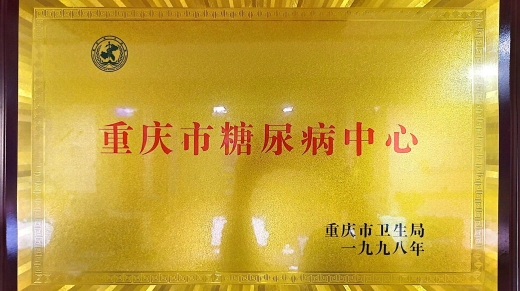 重庆市糖尿病中心
重庆市卫生局
一九九八年